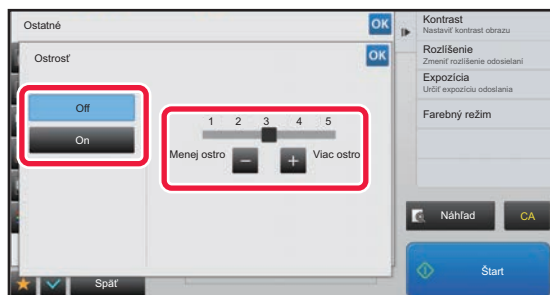 Ostatné
OK
Ostrosť
OK
Off
On
1 2 3 4 5
Menej ostro
Viac ostro
Späť
Kontrast
Nastaviť kontrast obrazu
Rozlíšenie
Zmeniť rozlíšenie odosielaní
Expozícia
Určiť expozíciu odoslania
Farebný režim
Náhľad
CA
Štart